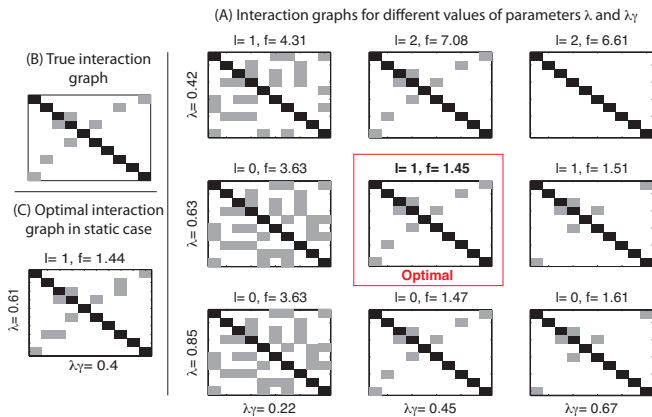 (A) Interaction graphs for different values of parameters λ and λγ
(B) True interaction
graph
(C) Optimal interaction
graph in static case
l= 1, f= 1.44
λ= 0.61
λγ= 0.4
l= 1, f= 4.31
l= 2, f= 7.08
l= 2, f= 6.61
λ= 0.42
l= 0, f= 3.63
l= 1, f= 1.45
l= 1, f= 1.51
λ= 0.63
Optimal
l= 0, f= 3.63
l= 0, f= 1.47
l= 0, f= 1.61
λ= 0.85
λγ= 0.22
λγ= 0.45
λγ= 0.67